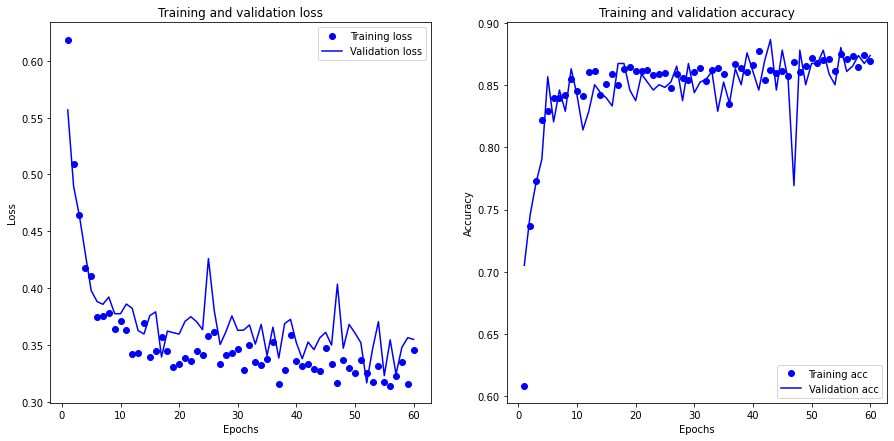 Training and validation loss
Training loss
Validation loss
0.60
0.55
0.50
0.45
0.40
0.35
0.30
Loss
0 10 20 30 40 50 60
Epochs
Training and validation accuracy
0.90
0.85
0.80
0.75
0.70
0.65
0.60
Accuracy
Training acc
Validation acc
0 10 20 30 40 50 60
Epochs